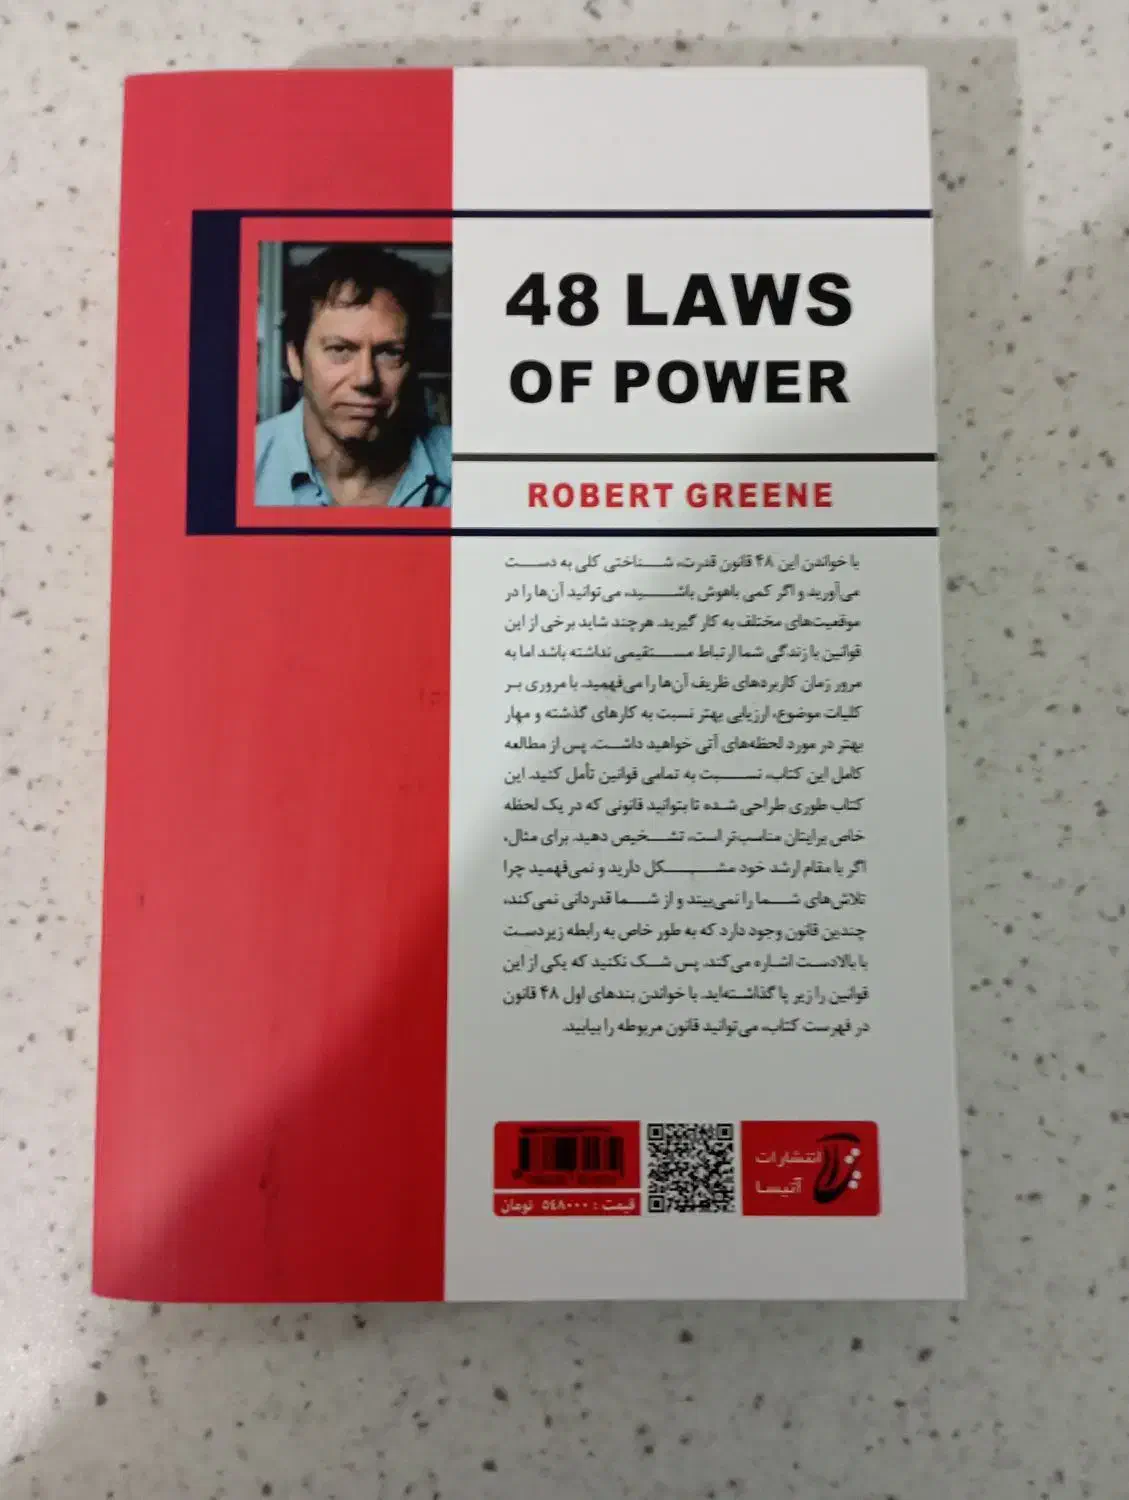 48 LAWS
OF POWER
ROBERT GREENE
با خواندن این ۴۸ قانون قدرت، شناختی کلی به دست
می‌آورید و اگر کمی باهوش باشید، می‌توانید آن‌ها را در
موقعیت‌های مختلف به کار گیرید. هرچند شاید برخی از این
قوانین با زندگی شما ارتباط مستقیمی نداشته باشد اما به
مرور زمان کاربردهای ظریف آن‌ها را می‌فهمید. با مروری بر
کلیات موضوع، ارزیابی بهتر نسبت به کارهای گذشته و مهار
بهتر در مورد لحظه‌های آتی خواهید داشت. پس از مطالعه
کامل این کتاب، نسبت به تمامی قوانین تأمل کنید. این
کتاب طوری طراحی شده تا بتوانید قانونی که در یک لحظه
خاص برایتان مناسب‌تر است، تشخیص دهید. برای مثال،
اگر با مقام ارشد خود مشکل دارید و نمی‌فهمید چرا
تلاش‌های شما را نمی‌بیند و از شما قدردانی نمی‌کند،
چندین قانون وجود دارد که به طور خاص به رابطه زیردست
با بالادست اشاره می‌کند. پس شک نکنید که یکی از این
قوانین را زیر پا گذاشته‌اید. با خواندن بندهای اول ۴۸ قانون
در فهرست کتاب، می‌توانید قانون مربوطه را بیابید.
انتشارات
آتیسا
قیمت : ۵۴۸۰۰۰ تومان